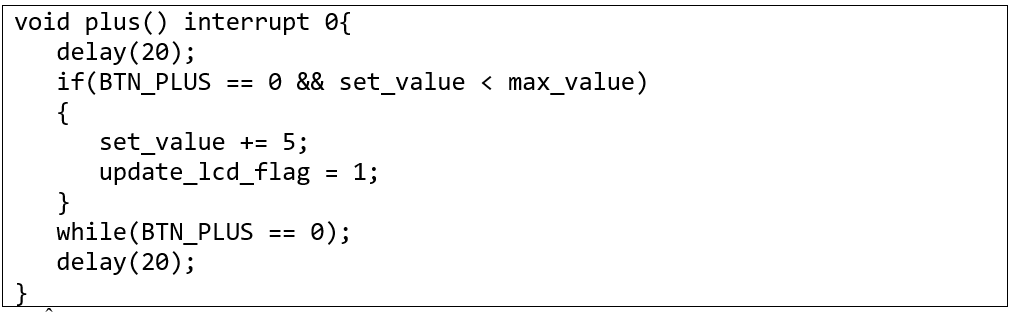 void plus() interrupt 0{
   delay(20);
   if(BTN_PLUS == 0 && set_value < max_value)
   {
      set_value += 5;
      update_lcd_flag = 1;
   }
   while(BTN_PLUS == 0);
   delay(20);
}